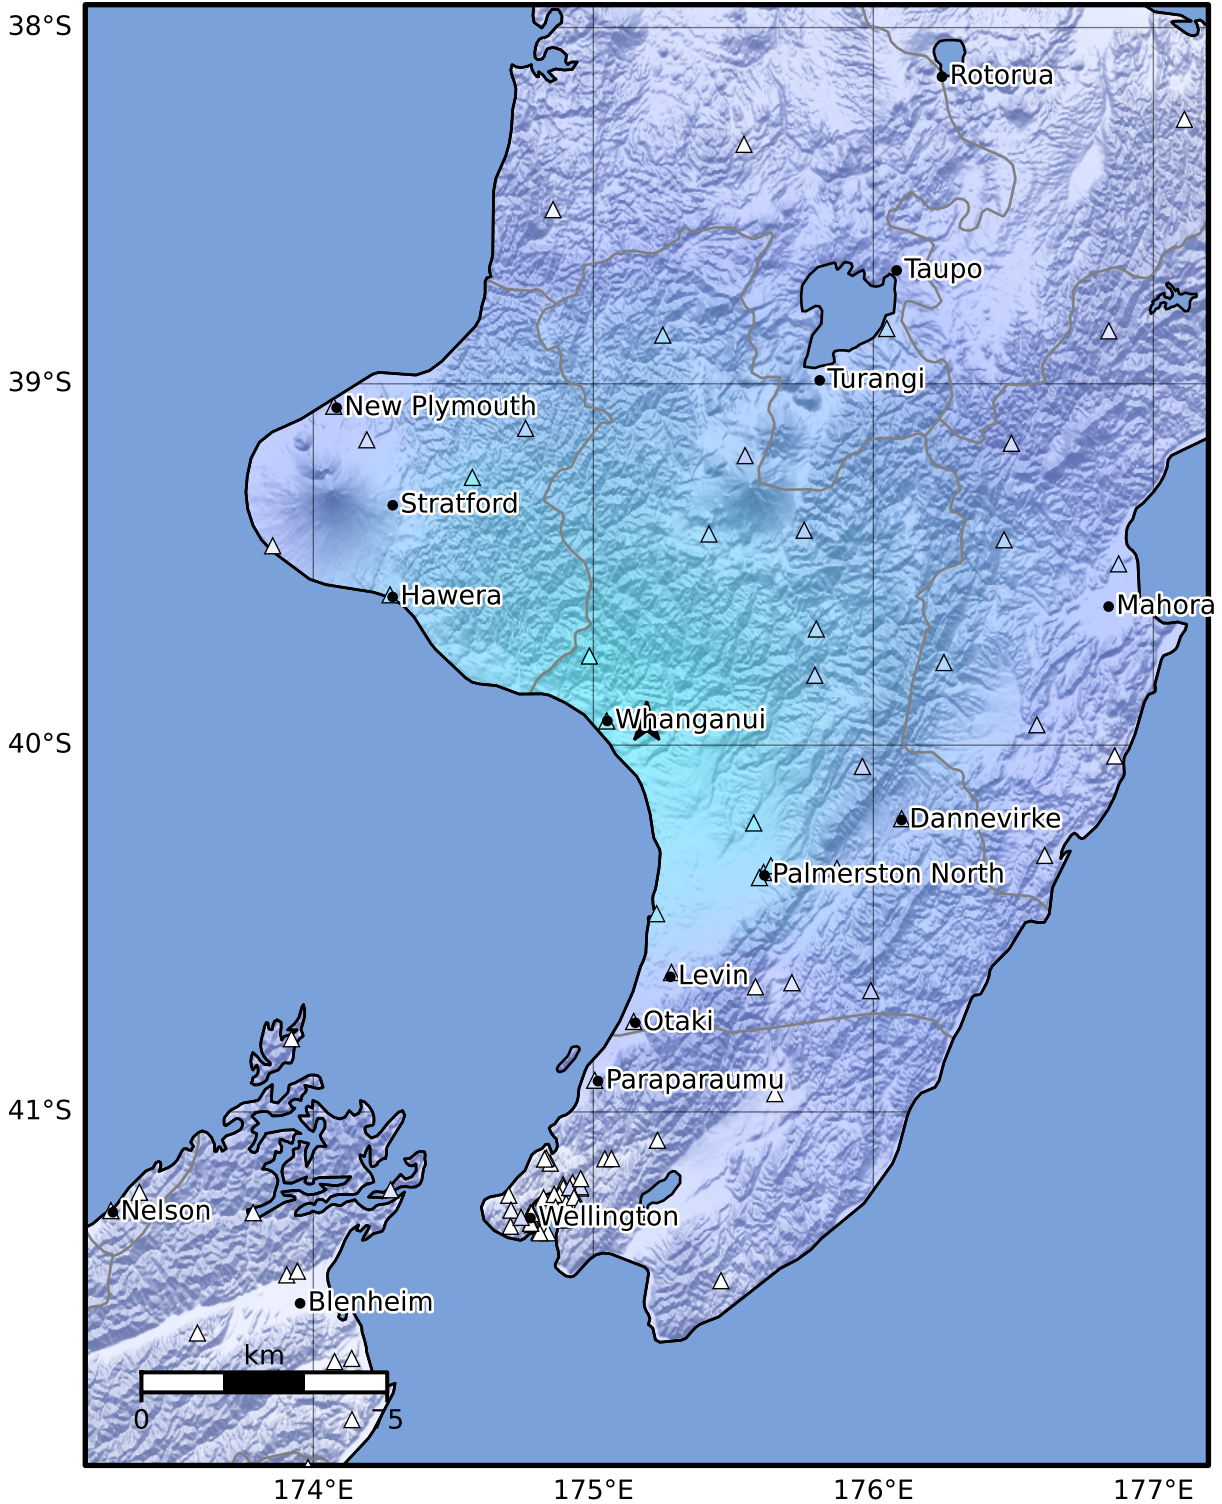 38°S
Rotorua
Taupo
39°S
Turangi
New Plymouth
Stratford
Hawera
Mahora
Whanganui
40°S
Dannevirke
Palmerston North
Levin
Otaki
Paraparaumu
41°S
Nelson
Wellington
Blenheim
km
0
75
174°E
175°E
176°E
177°E